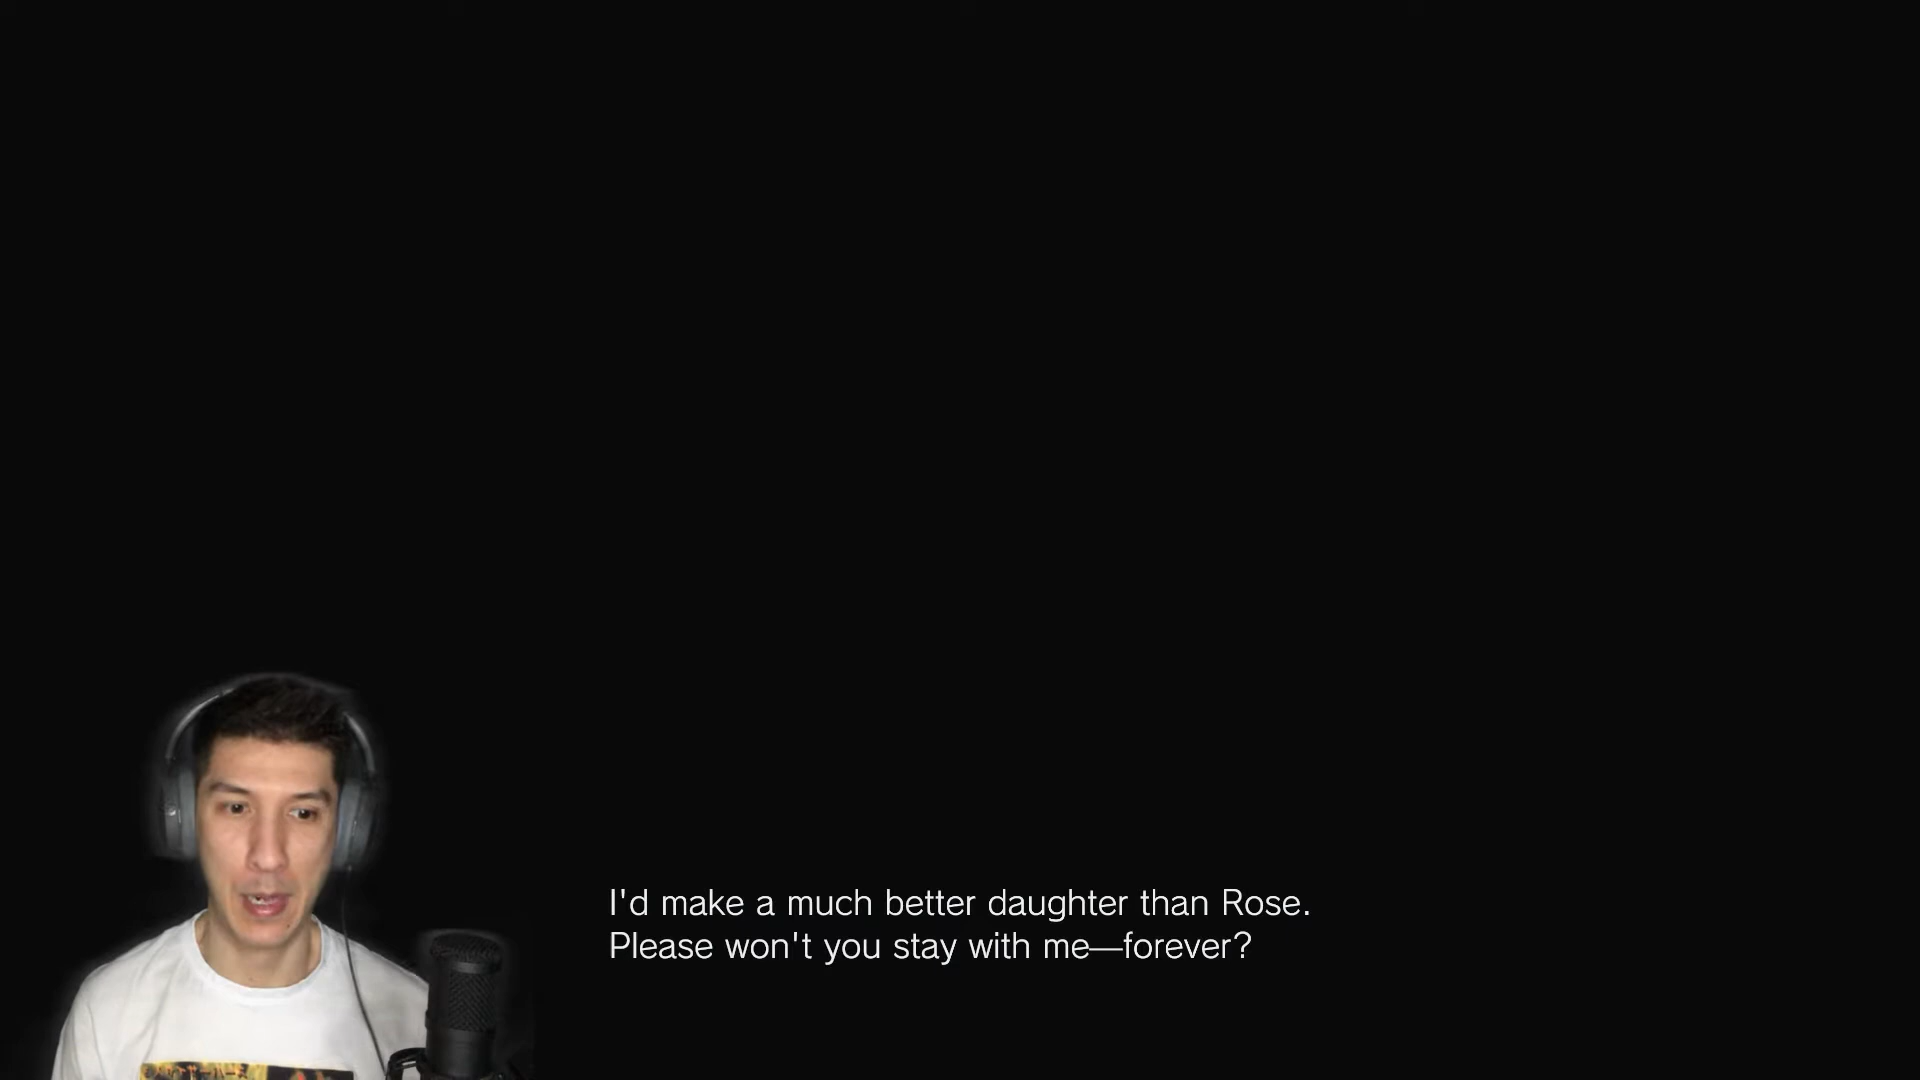 I'd make a much better daughter than Rose.
Please won't you stay with me—forever?